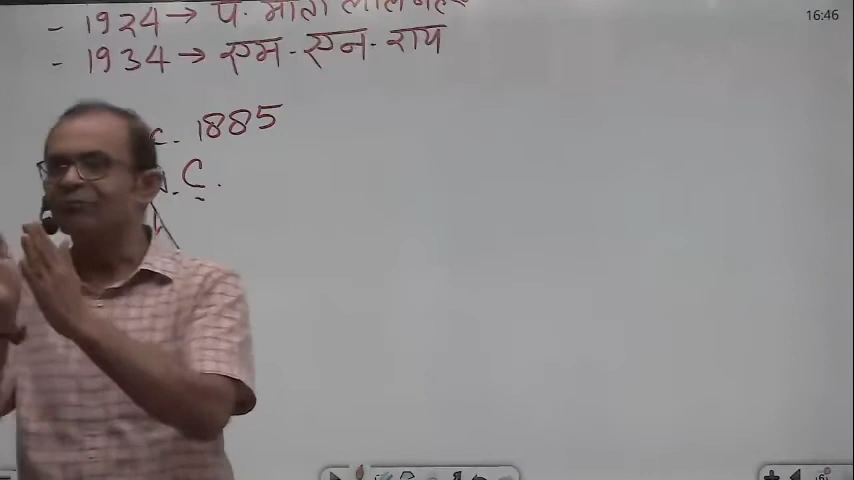 16:46
- 1924 → पं. मोती लाल
- 1934 → एम - एन - राय
c. 1885
C.